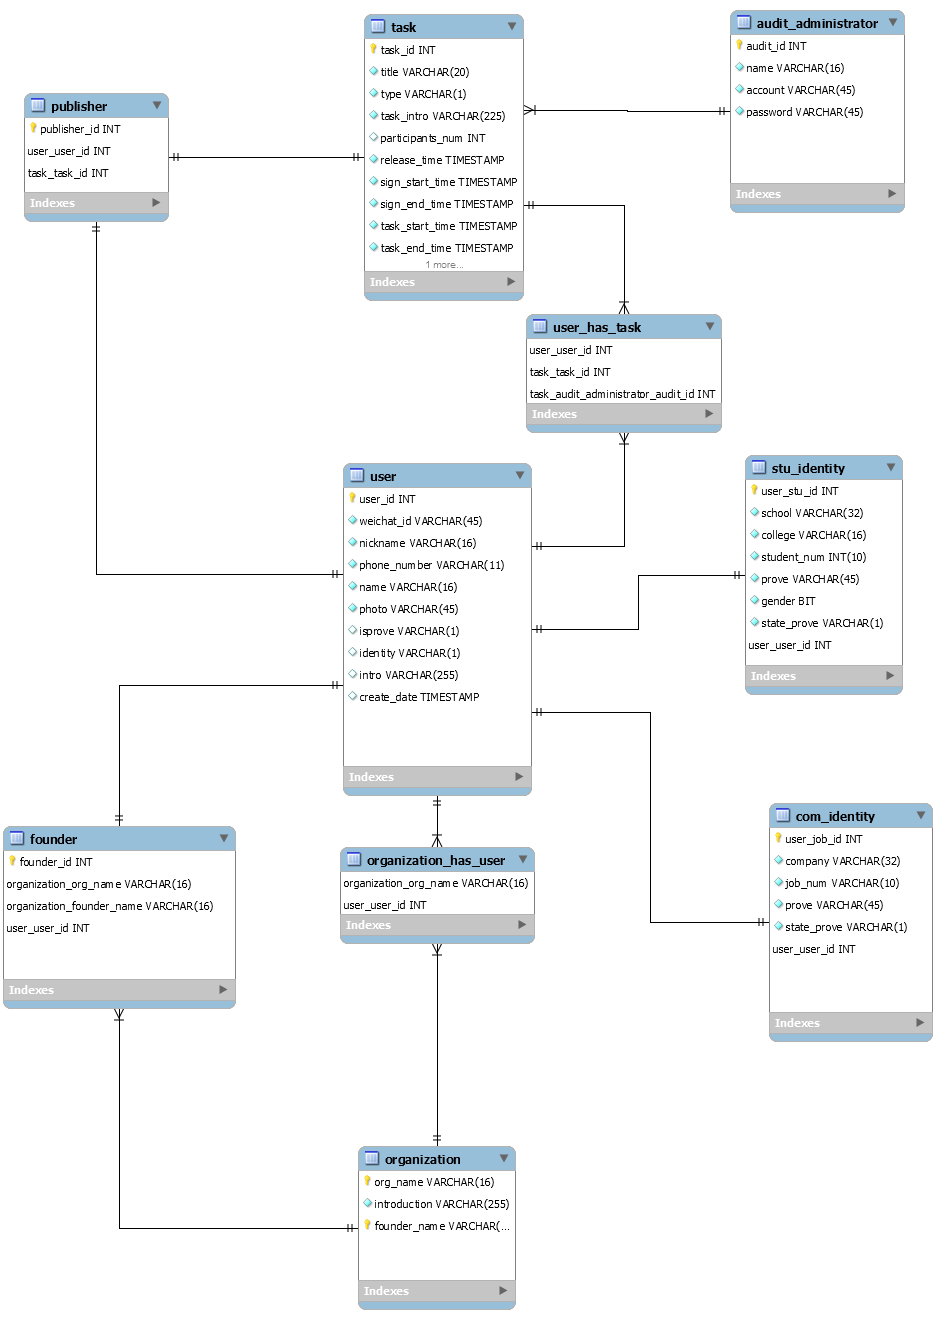 task
task_id INT
title VARCHAR(20)
type VARCHAR(1)
task_intro VARCHAR(225)
participants_num INT
release_time TIMESTAMP
sign_start_time TIMESTAMP
sign_end_time TIMESTAMP
task_start_time TIMESTAMP
task_end_time TIMESTAMP
1 more...
Indexes
audit_administrator
audit_id INT
name VARCHAR(16)
account VARCHAR(45)
password VARCHAR(45)
Indexes
publisher
publisher_id INT
user_user_id INT
task_task_id INT
Indexes
user_has_task
user_user_id INT
task_task_id INT
task_audit_administrator_audit_id INT
Indexes
user
user_id INT
weichat_id VARCHAR(45)
nickname VARCHAR(16)
phone_number VARCHAR(11)
name VARCHAR(16)
photo VARCHAR(45)
isprove VARCHAR(1)
identity VARCHAR(1)
intro VARCHAR(255)
create_date TIMESTAMP
Indexes
stu_identity
user_stu_id INT
school VARCHAR(32)
college VARCHAR(16)
student_num INT(10)
prove VARCHAR(45)
gender BIT
state_prove VARCHAR(1)
user_user_id INT
Indexes
com_identity
user_job_id INT
company VARCHAR(32)
job_num VARCHAR(10)
prove VARCHAR(45)
state_prove VARCHAR(1)
user_user_id INT
Indexes
founder
founder_id INT
organization_org_name VARCHAR(16)
organization_founder_name VARCHAR(16)
user_user_id INT
Indexes
organization_has_user
organization_org_name VARCHAR(16)
user_user_id INT
Indexes
organization
org_name VARCHAR(16)
introduction VARCHAR(255)
founder_name VARCHAR(...
Indexes